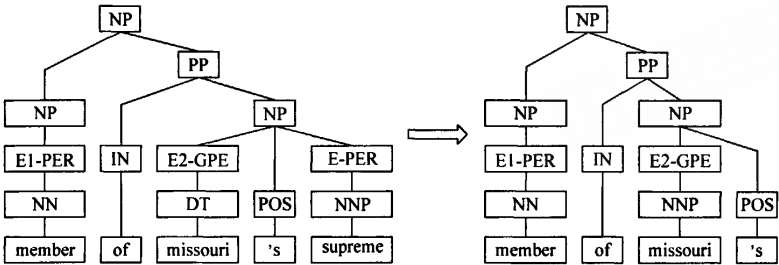 NP NP
PP PP
NP NP NP NP
E1-PER IN E2-GPE E-PER E1-PER IN E2-GPE
NN DT POS NNP NN NNP POS
member of missouri 's supreme member of missouri 's